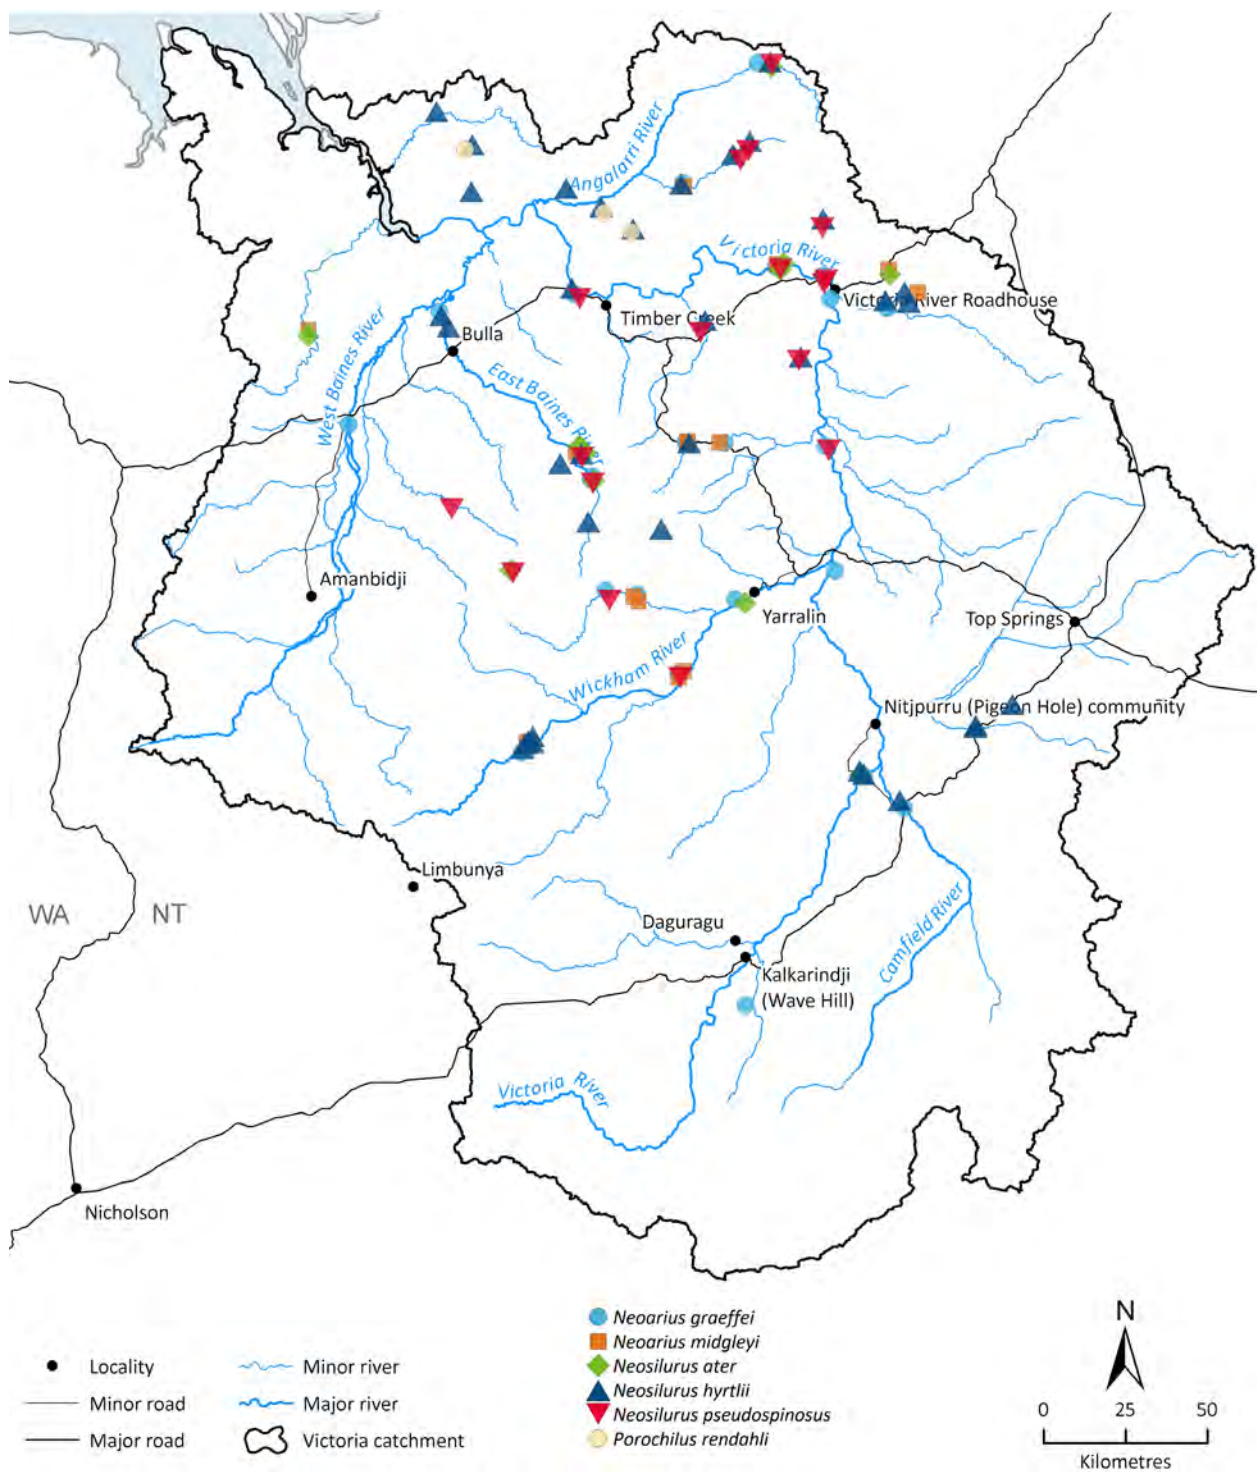 Angalarri River
Victoria River
Victoria River Roadhouse
Timber Creek
Bulla
West Baines River
East Baines River
Amanbidji
Yarralin
Top Springs
Wickham River
Nitjpurru (Pigeon Hole) community
Limbunya
WA
NT
Daguragu
Camfield River
Kalkarindji
(Wave Hill)
Victoria River
Nicholson
Neoarius graeffei
Neoarius midgleyi
Neosilurus ater
Neosilurus hyrtlii
Neosilurus pseudospinosus
Porochilus rendahli
Locality
Minor road
Major road
Minor river
Major river
Victoria catchment
N
0 25 50
Kilometres